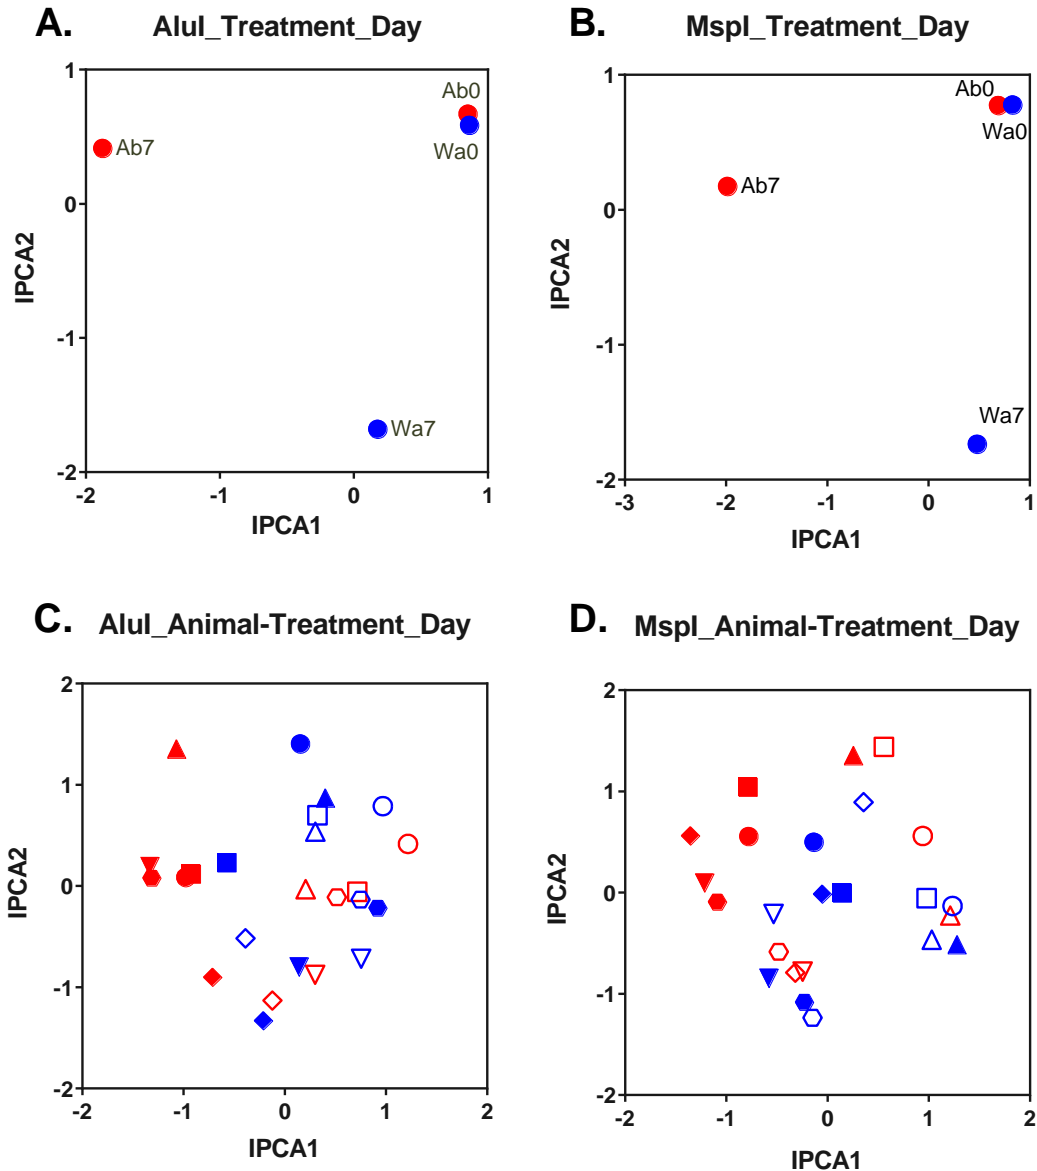 A. AluI_Treatment_Day
1
0
-1
-2
-2
-1
0
1
IPCA2
IPCA1
Ab0
Wa0
Ab7
Wa7
B. MspI_Treatment_Day
1
0
-1
-2
-3
-2
-1
0
1
IPCA2
IPCA1
Ab0
Wa0
Ab7
Wa7
C. AluI_Animal-Treatment_Day
2
1
0
-1
-2
-2
-1
0
1
2
IPCA2
IPCA1
D. MspI_Animal-Treatment_Day
2
1
0
-1
-2
-2
-1
0
1
2
IPCA2
IPCA1